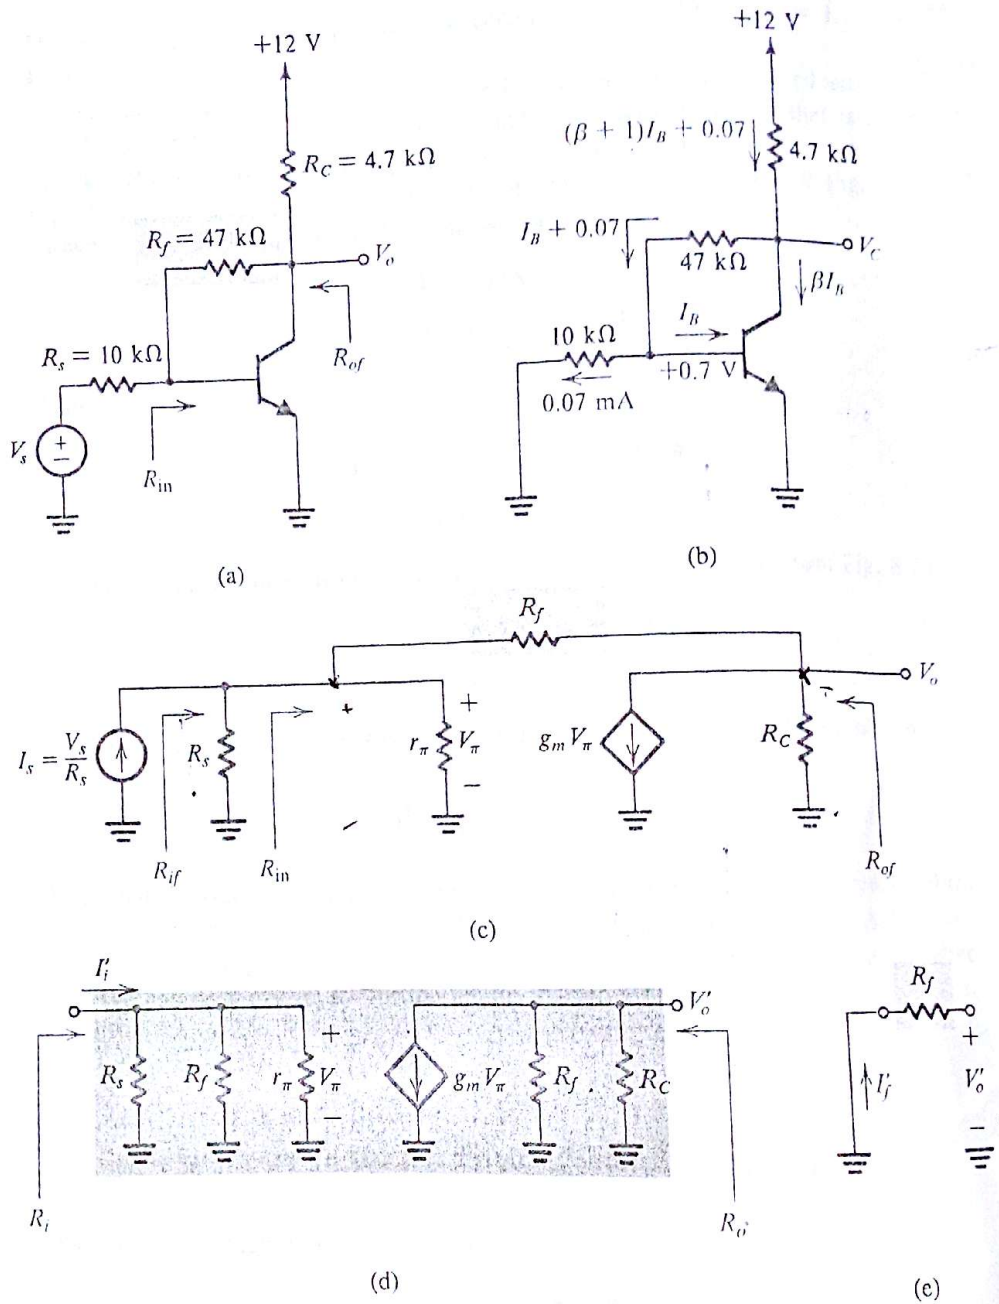 +12 V
R_C = 4.7 kΩ
R_f = 47 kΩ
V_o
R_of
R_s = 10 kΩ
V_s
+
−
R_in
(a)
+12 V
(β + 1)I_B + 0.07
4.7 kΩ
I_B + 0.07
47 kΩ
V_C
βI_B
I_B
10 kΩ
+0.7 V
0.07 mA
(b)
R_f
V_o
I_s = V_s/R_s
R_s
+
r_π
+
V_π
−
g_m V_π
−
R_C
R_if
R_in
R_of
(c)
I'_i
V'_o
R_s
R_f
r_π
+
V_π
−
g_m V_π
R_f
R_C
R_i
R_o
(d)
R_f
I'_f
+
V'_o
−
(e)